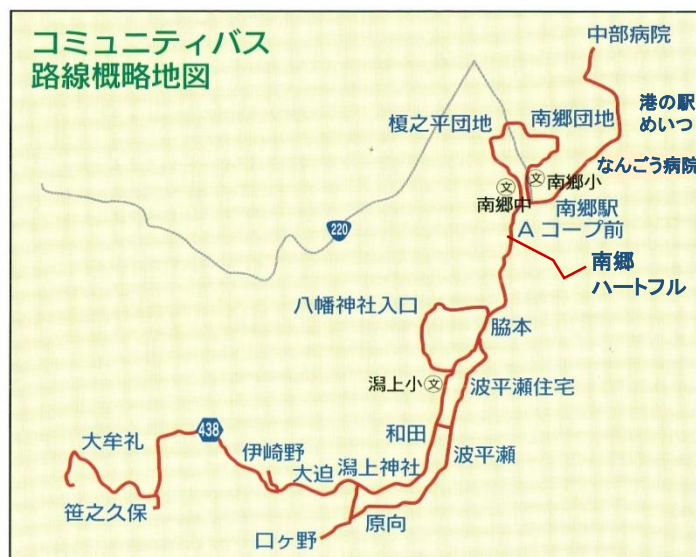 コミュニティバス
路線概略地図
中部病院
港の駅
めいつ
榎之平団地
南郷団地
なんごう病院
文
南郷小
文
南郷中
南郷駅
Aコープ前
220
南郷
ハートフル
八幡神社入口
脇本
潟上小
文
波平瀬住宅
和田
438
大牟礼
伊崎野
大迫
潟上神社
波平瀬
笹之久保
原向
口ヶ野